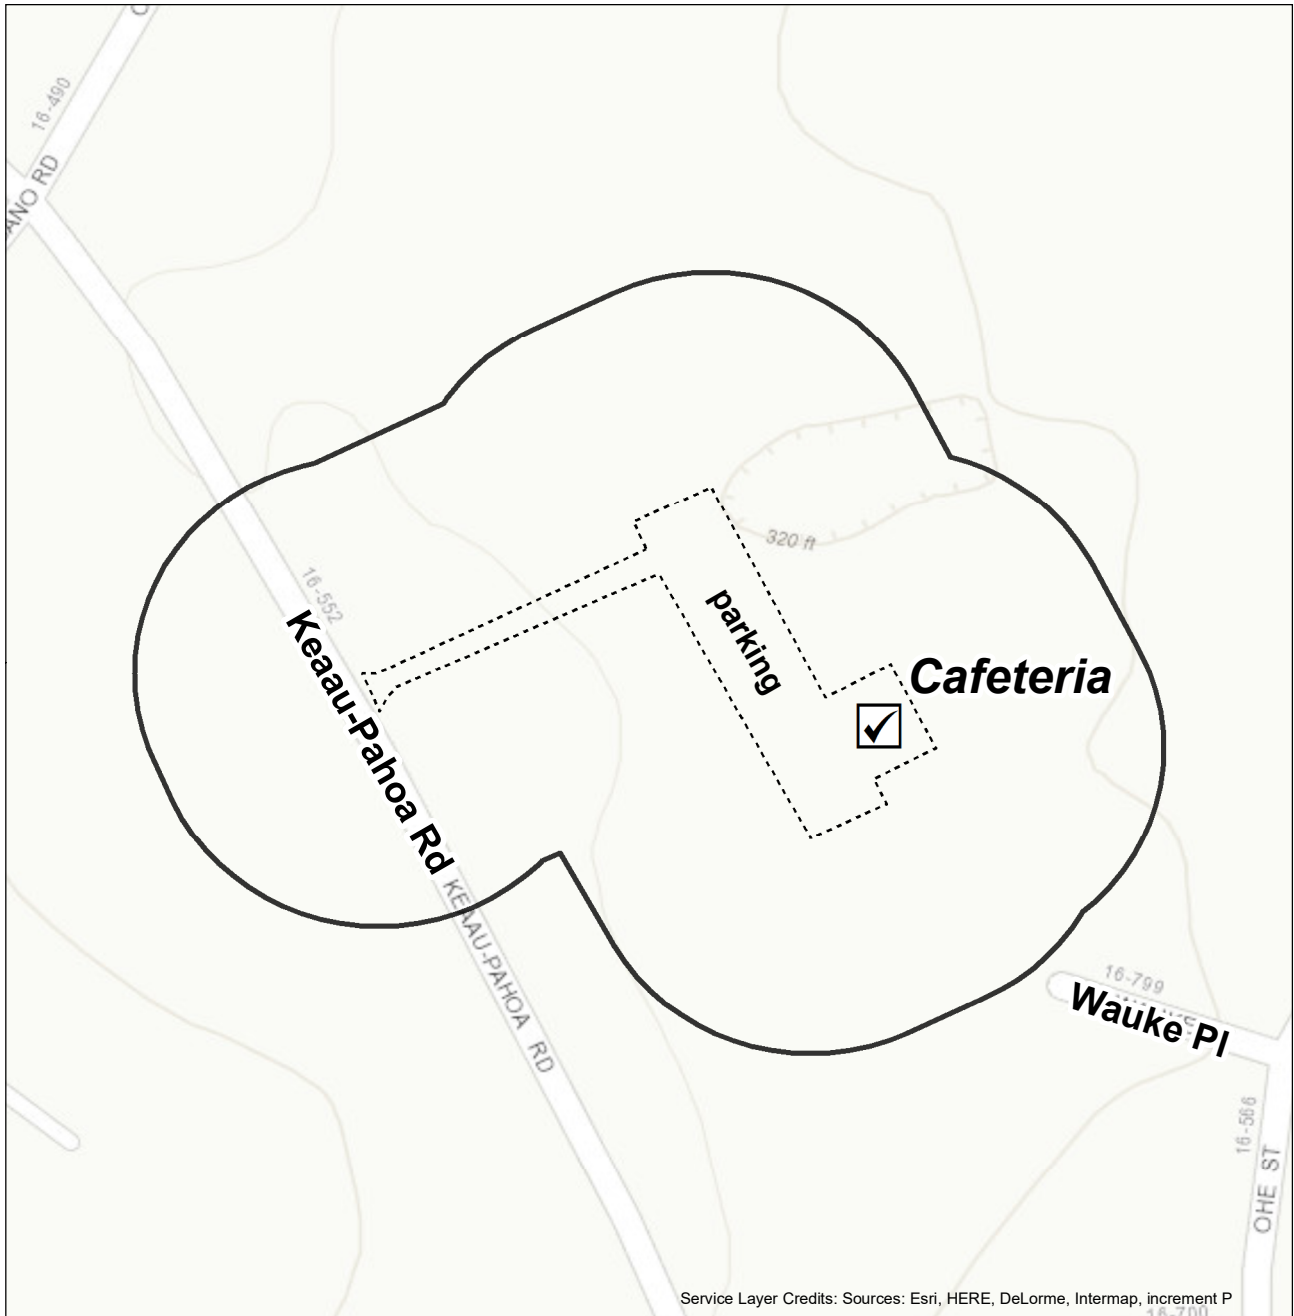 16-490
ANO RD
320 ft
16-552
parking
Keaau-Pahoa Rd
Cafeteria
KEAAU-PAHOA RD
16-799
Wauke Pl
16-566
OHE ST
Service Layer Credits: Sources: Esri, HERE, DeLorme, Intermap, increment P
16-700